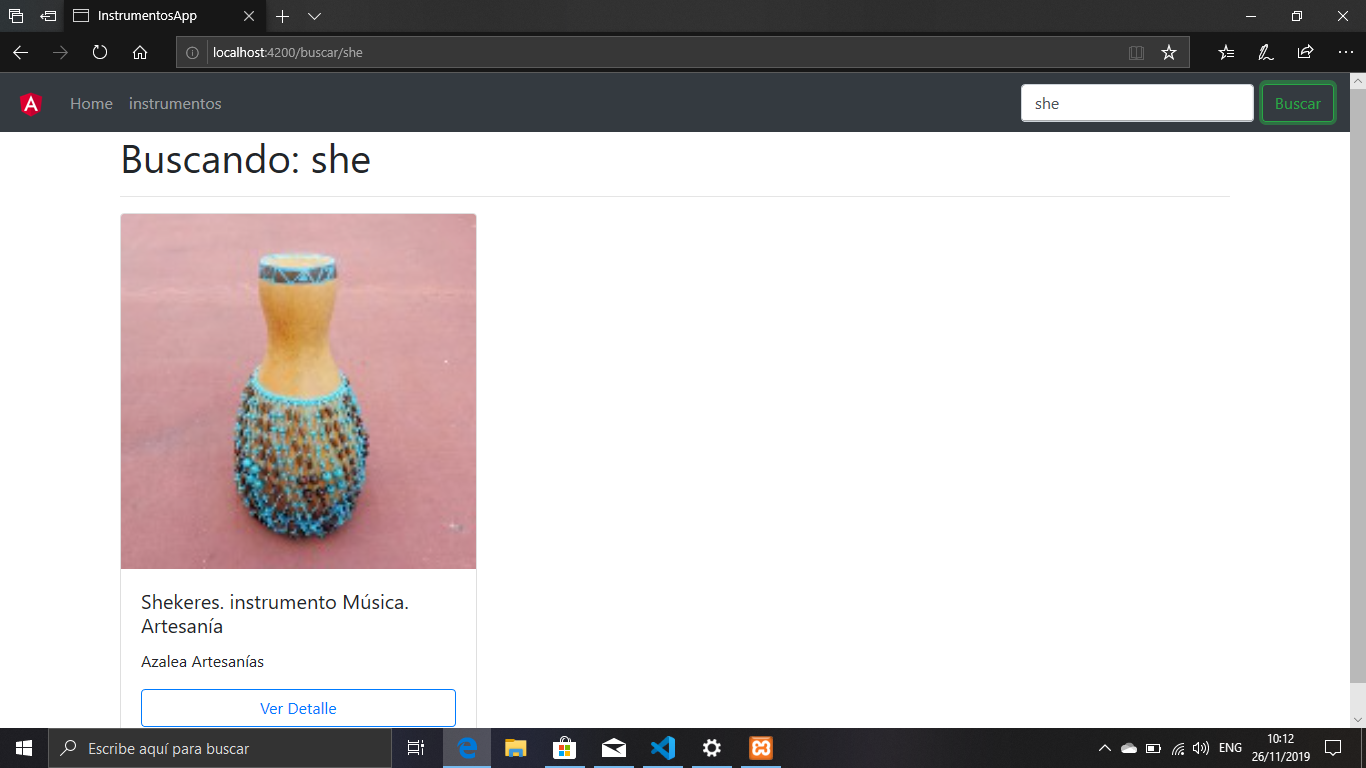 InstrumentosApp
localhost:4200/buscar/she
Home
instrumentos
she
Buscar
Buscando: she
Shekeres. instrumento Música.
Artesanía
Azalea Artesanías
Ver Detalle
Escribe aquí para buscar
ENG
10:12
26/11/2019